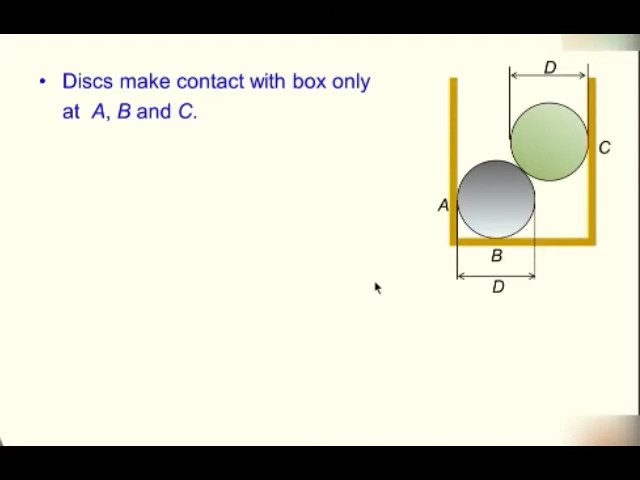 • Discs make contact with box only
at A, B and C.
D
C
A
B
D